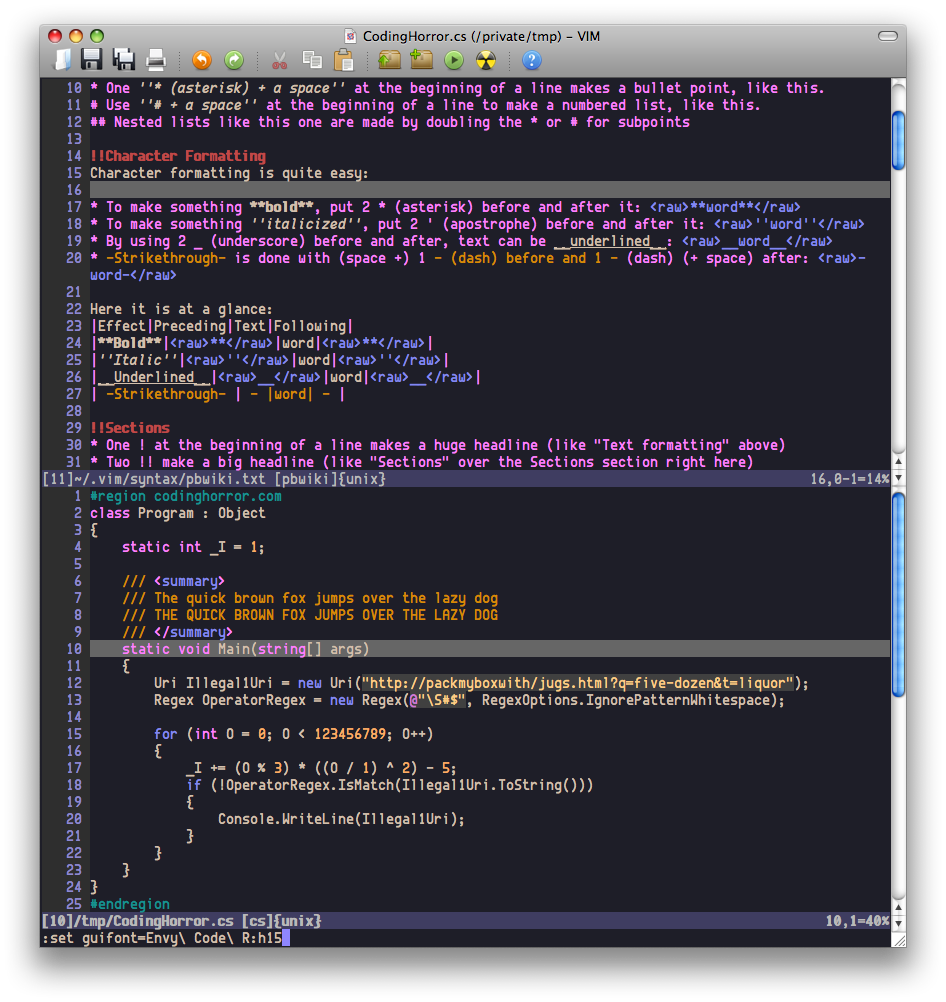 CodingHorror.cs (/private/tmp) – VIM
10 * One ''* (asterisk) + a space'' at the beginning of a line makes a bullet point, like this.
11 # Use ''# + a space'' at the beginning of a line to make a numbered list, like this.
12 ## Nested lists like this one are made by doubling the * or # for subpoints
13
14 !!Character Formatting
15 Character formatting is quite easy:
16
17 * To make something **bold**, put 2 * (asterisk) before and after it: <raw>**word**</raw>
18 * To make something ''italicized'', put 2 ' (apostrophe) before and after it: <raw>''word''</raw>
19 * By using 2 _ (underscore) before and after, text can be __underlined__: <raw>__word__</raw>
20 * -Strikethrough- is done with (space +) 1 - (dash) before and 1 - (dash) (+ space) after: <raw>-
word-</raw>
21
22 Here it is at a glance:
23 |Effect|Preceding|Text|Following|
24 |**Bold**|<raw>**</raw>|word|<raw>**</raw>|
25 |''Italic''|<raw>''</raw>|word|<raw>''</raw>|
26 |__Underlined__|<raw>__</raw>|word|<raw>__</raw>|
27 | -Strikethrough- | - |word| - |
28
29 !!Sections
30 * One ! at the beginning of a line makes a huge headline (like "Text formatting" above)
31 * Two !! make a big headline (like "Sections" over the Sections section right here)
[11]~/.vim/syntax/pbwiki.txt [pbwiki]{unix} 16,0-1=14%
1 #region codinghorror.com
2 class Program : Object
3 {
4 static int _I = 1;
5
6 /// <summary>
7 /// The quick brown fox jumps over the lazy dog
8 /// THE QUICK BROWN FOX JUMPS OVER THE LAZY DOG
9 /// </summary>
10 static void Main(string[] args)
11 {
12 Uri Illegal1Uri = new Uri("http://packmyboxwith/jugs.html?q=five-dozen&t=liquor");
13 Regex OperatorRegex = new Regex(@"\S#$", RegexOptions.IgnorePatternWhitespace);
14
15 for (int O = 0; O < 123456789; O++)
16 {
17 _I += (O % 3) * ((O / 1) ^ 2) - 5;
18 if (!OperatorRegex.IsMatch(Illegal1Uri.ToString()))
19 {
20 Console.WriteLine(Illegal1Uri);
21 }
22 }
23 }
24 }
25 #endregion
[10]/tmp/CodingHorror.cs [cs]{unix} 10,1=40%
:set guifont=Envy\ Code\ R:h15